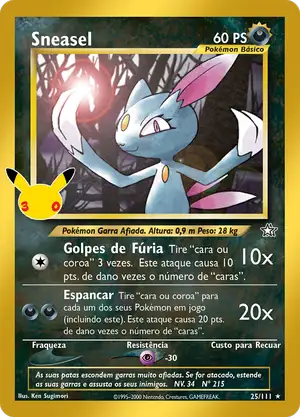 Sneasel
60 PS
Pokémon Básico
30
Pokémon Garra Afiada. Altura: 0,9 m Peso: 28 kg
Golpes de Fúria Tire “cara ou
coroa” 3 vezes. Este ataque causa 10
pts. de dano vezes o número de “caras”.
10x
Espancar Tire “cara ou coroa” para
cada um dos seus Pokémon em jogo
(incluindo este). Este ataque causa 20 pts.
de dano vezes o número de “caras”.
20x
Fraqueza Resistência Custo para Recuar
-30
As suas patas escondem garras muito afiadas. Se for atacado, estende
as suas garras e assusta os seus inimigos. NV. 34 N° 215
Ilus. Ken Sugimori
©1995-2000 Nintendo, Creatures, GAMEFREAK.
25/111 ★